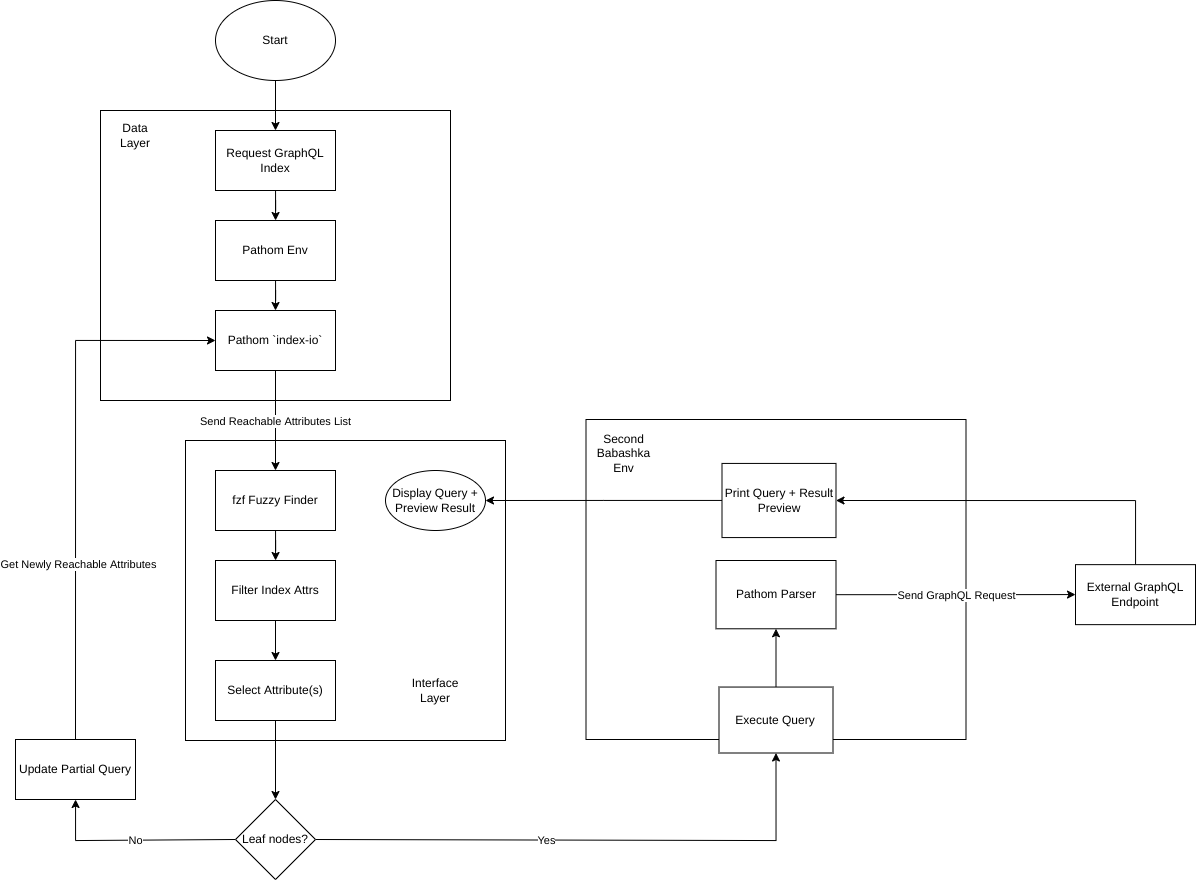 Start
Data
Layer
Request GraphQL
Index
Pathom Env
Pathom `index-io`
Send Reachable Attributes List
Second
Babashka
Env
fzf Fuzzy Finder
Display Query +
Preview Result
Print Query + Result
Preview
Get Newly Reachable Attributes
Filter Index Attrs
Pathom Parser
Send GraphQL Request
External GraphQL
Endpoint
Select Attribute(s)
Interface
Layer
Execute Query
Update Partial Query
No
Leaf nodes?
Yes